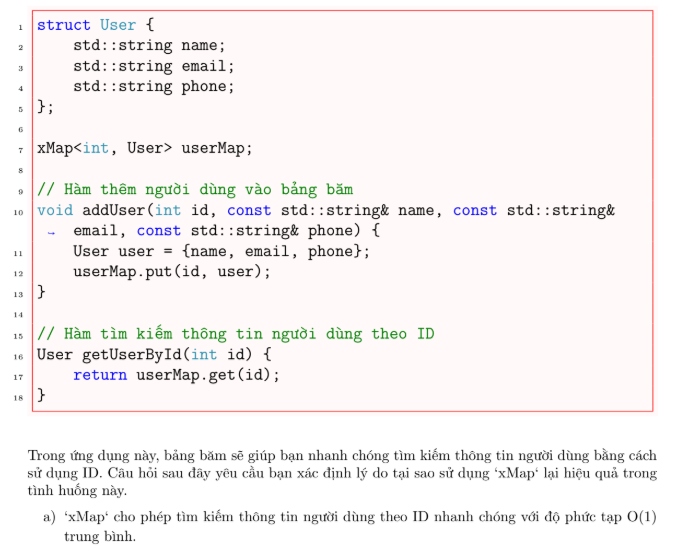 1 struct User {
2 std::string name;
3 std::string email;
4 std::string phone;
5 };
6
7 xMap<int, User> userMap;
8
9 // Hàm thêm người dùng vào bảng băm
10 void addUser(int id, const std::string& name, const std::string&
→ email, const std::string& phone) {
11 User user = {name, email, phone};
12 userMap.put(id, user);
13 }
14
15 // Hàm tìm kiếm thông tin người dùng theo ID
16 User getUserById(int id) {
17 return userMap.get(id);
18 }
Trong ứng dụng này, bảng băm sẽ giúp bạn nhanh chóng tìm kiếm thông tin người dùng bằng cách
sử dụng ID. Câu hỏi sau đây yêu cầu bạn xác định lý do tại sao sử dụng ‘xMap‘ lại hiệu quả trong
tình huống này.
a) ‘xMap‘ cho phép tìm kiếm thông tin người dùng theo ID nhanh chóng với độ phức tạp O(1)
trung bình.